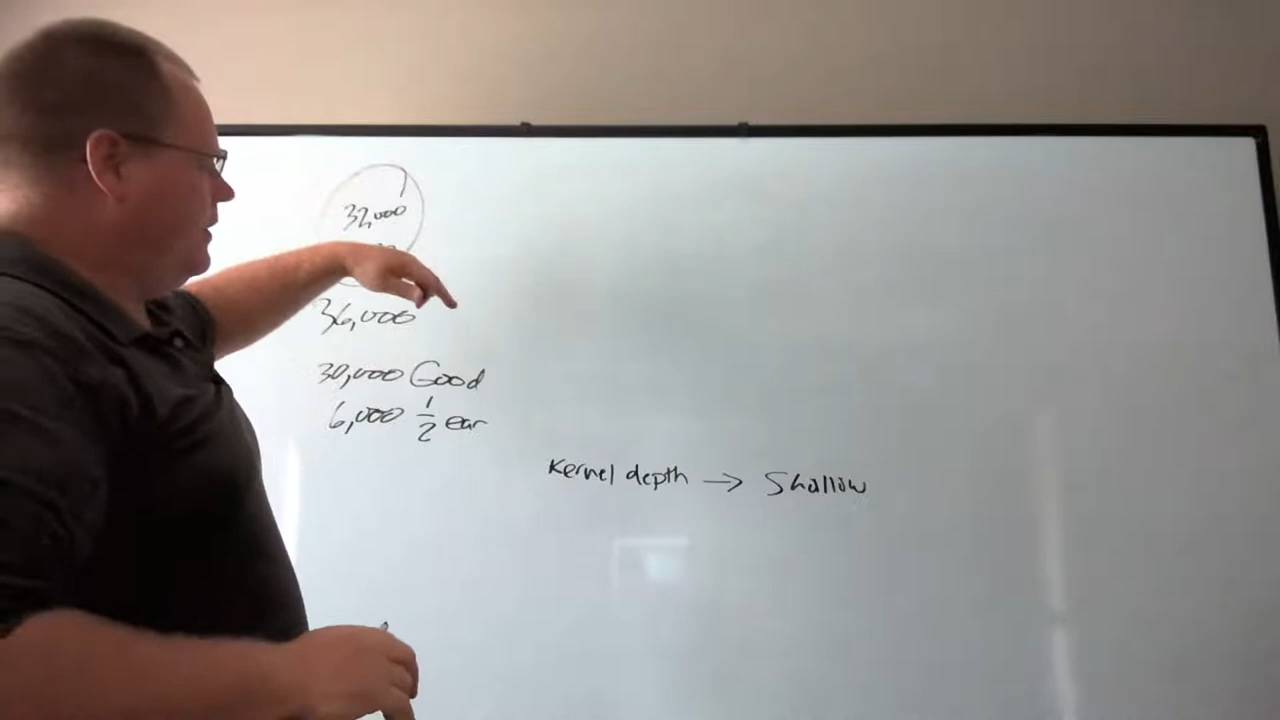 32,000
36,000
30,000 Good
6,000 1/2 ear
Kernel depth → Shallow